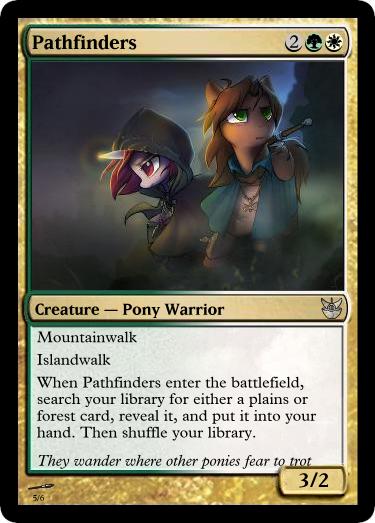 Pathfinders 2
Creature — Pony Warrior
Mountainwalk
Islandwalk
When Pathfinders enter the battlefield,
search your library for either a plains or
forest card, reveal it, and put it into your
hand. Then shuffle your library.
They wander where other ponies fear to trot
3/2
5/6